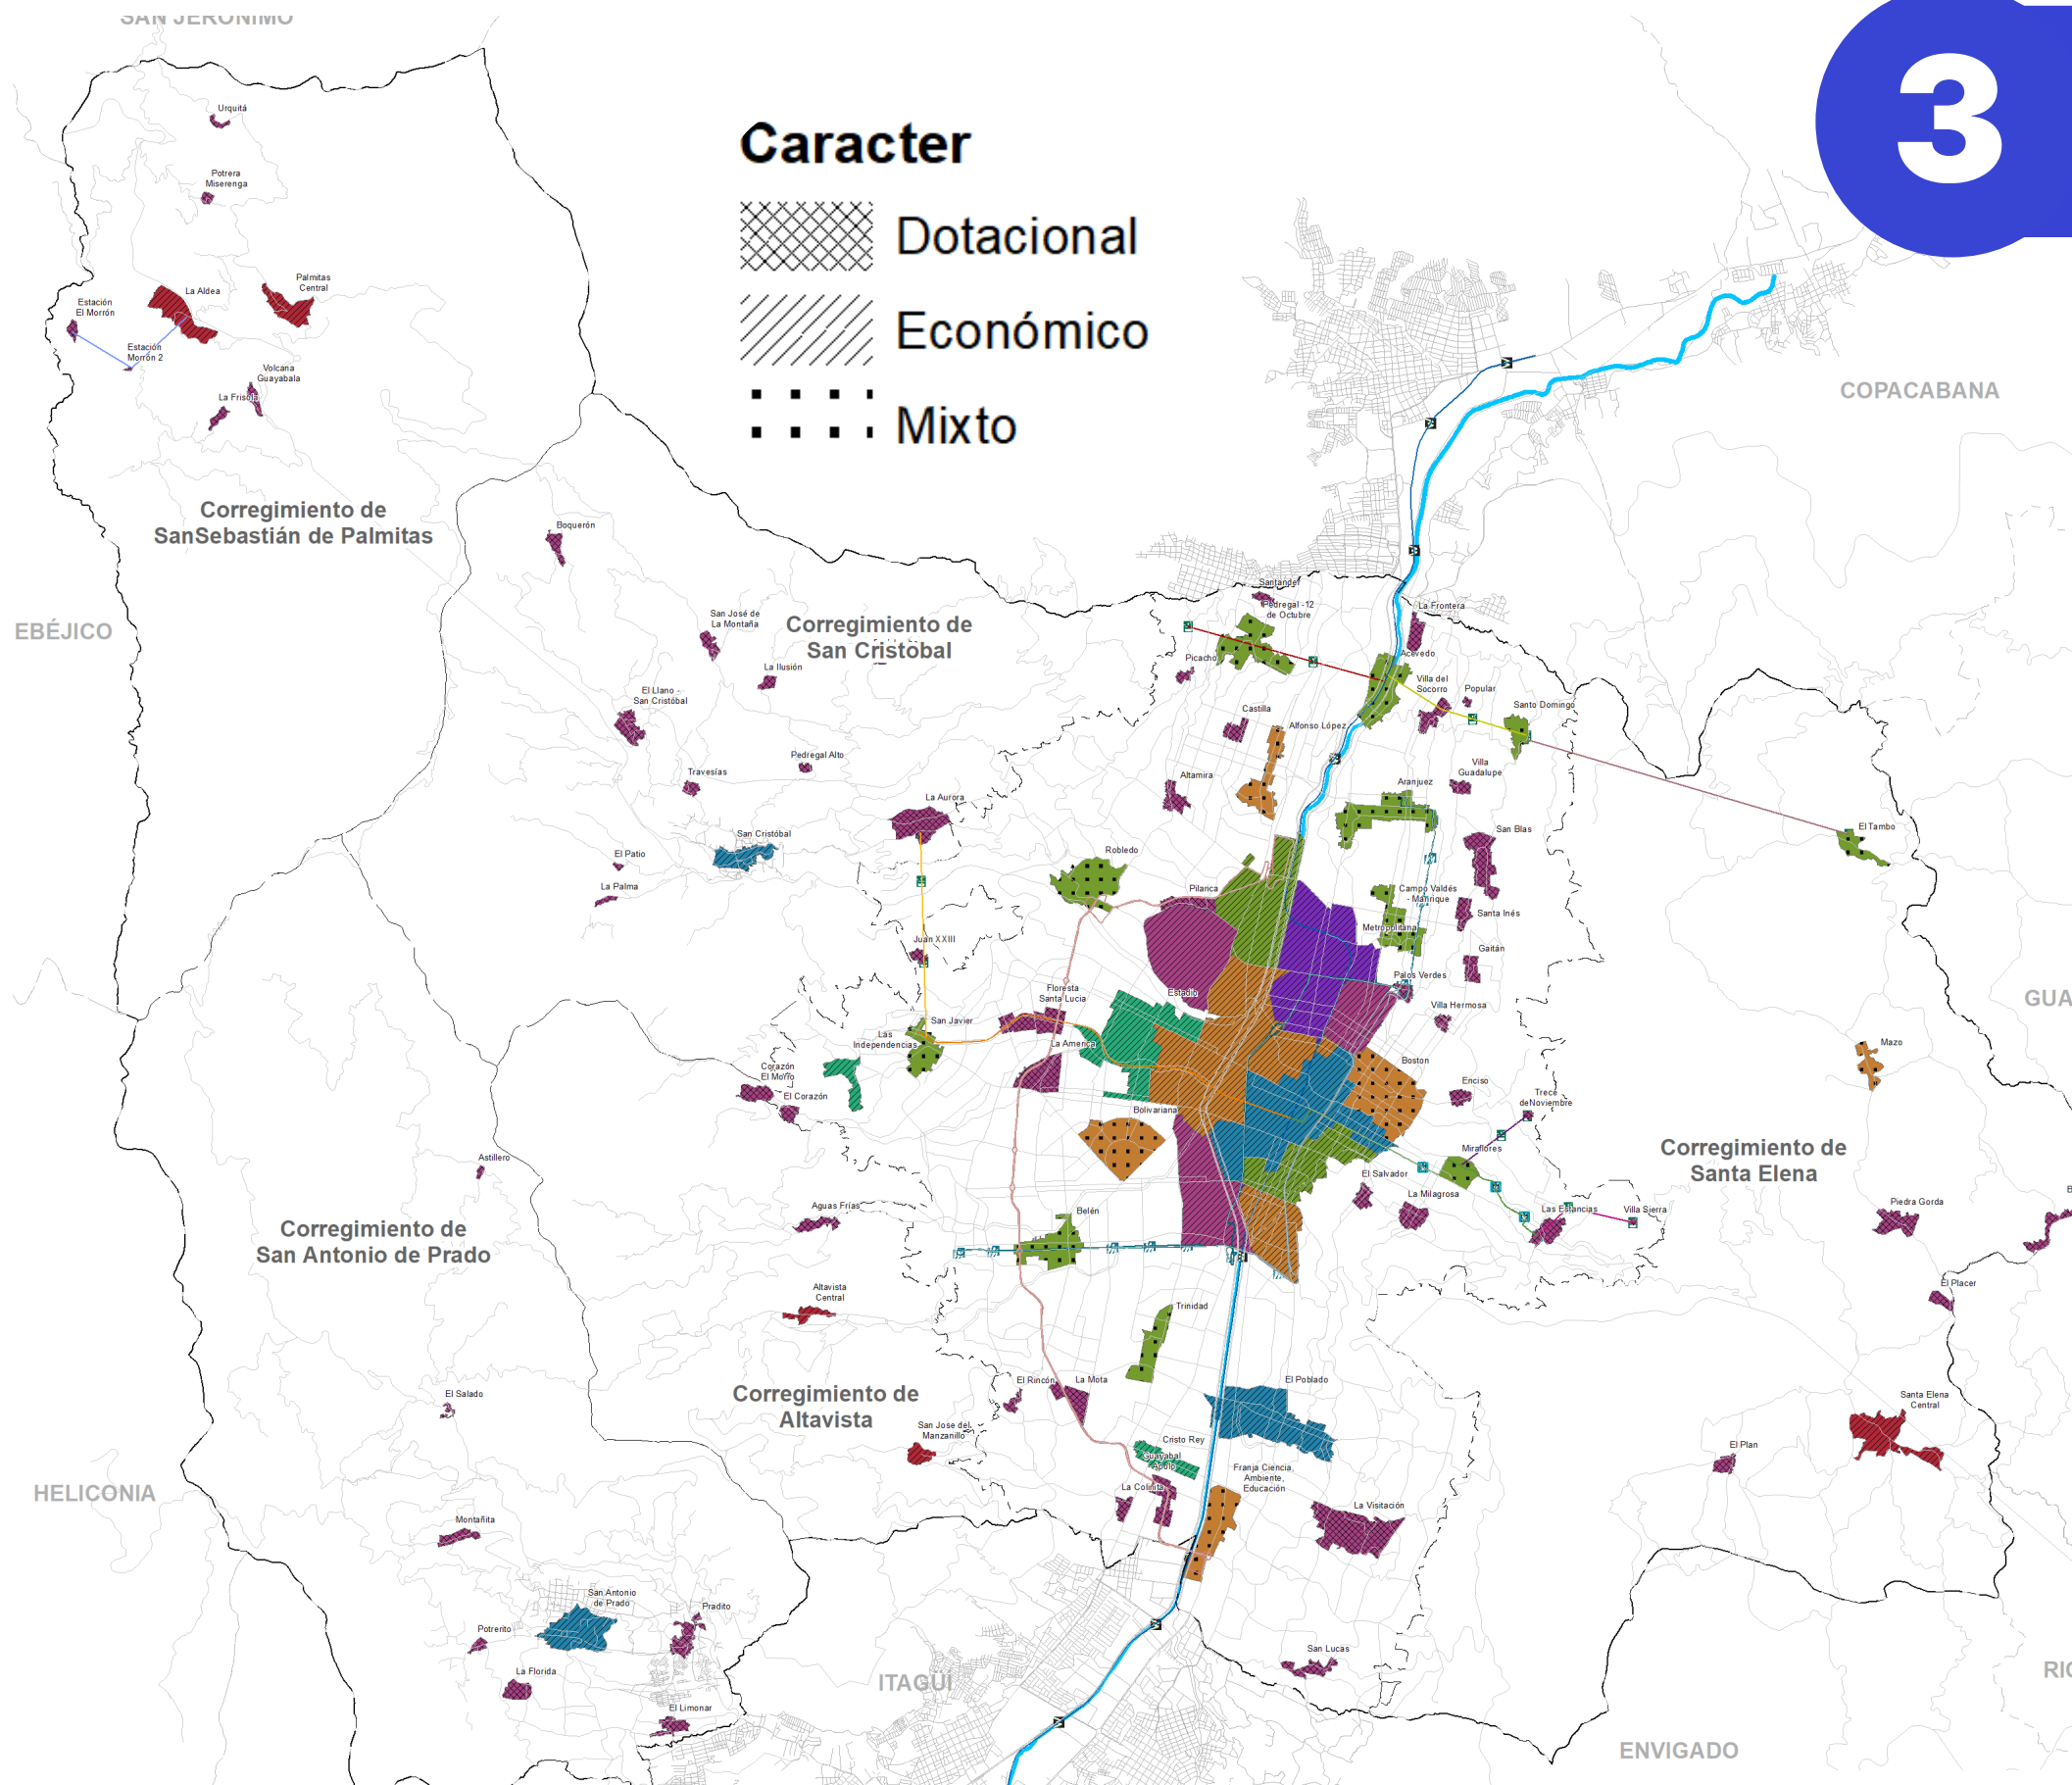 SAN JERÓNIMO
3
Caracter
Dotacional
Económico
Mixto
Urquitá
Potrera
Miserenga
Palmitas
Central
La Aldea
Estación
El Morrón
Estación
Morrón 2
Volcana
Guayabala
La Frisola
COPACABANA
Corregimiento de
SanSebastián de Palmitas
Boquerón
EBÉJICO
San José de
La Montaña
Corregimiento de
San Cristóbal
La Ilusión
El Llano -
San Cristóbal
Pedregal Alto
Travesías
La Aurora
San Cristóbal
El Patio
La Palma
Santander
Pedregal -12
de Octubre
La Frontera
Picacho
Acevedo
Villa del
Socorro
Popular
Santo Domingo
Castilla
Alfonso López
Altamira
Villa
Guadalupe
Aranjuez
San Blas
El Tambo
Robledo
Pilarica
Campo Valdés
- Manrique
Santa Inés
Metropolitana
Gaitán
Juan XXIII
Palos Verdes
Floresta
Santa Lucia
Estadio
Villa Hermosa
GUA
San Javier
Las
Independencias
La America
Boston
Mazo
Corazón
El Morro
El Corazón
Enciso
Trece
deNoviembre
Bolivariana
Miraflores
Corregimiento de
Santa Elena
Astillero
El Salvador
La Milagrosa
Las Estancias
Villa Sierra
Piedra Gorda
B
Aguas Frías
Belén
Corregimiento de
San Antonio de Prado
Altavista
Central
El Placer
Trinidad
El Salado
Corregimiento de
Altavista
El Rincón
La Mota
El Poblado
San Jose del
Manzanillo
Santa Elena
Central
El Plan
Cristo Rey
Guayabal
Franja Ciencia,
Ambiente,
Educación
HELICONIA
La Colinita
La Visitación
Montañita
San Antonio
de Prado
Pradito
Potrerito
La Florida
San Lucas
ITAGÜÍ
RIO
El Limonar
ENVIGADO